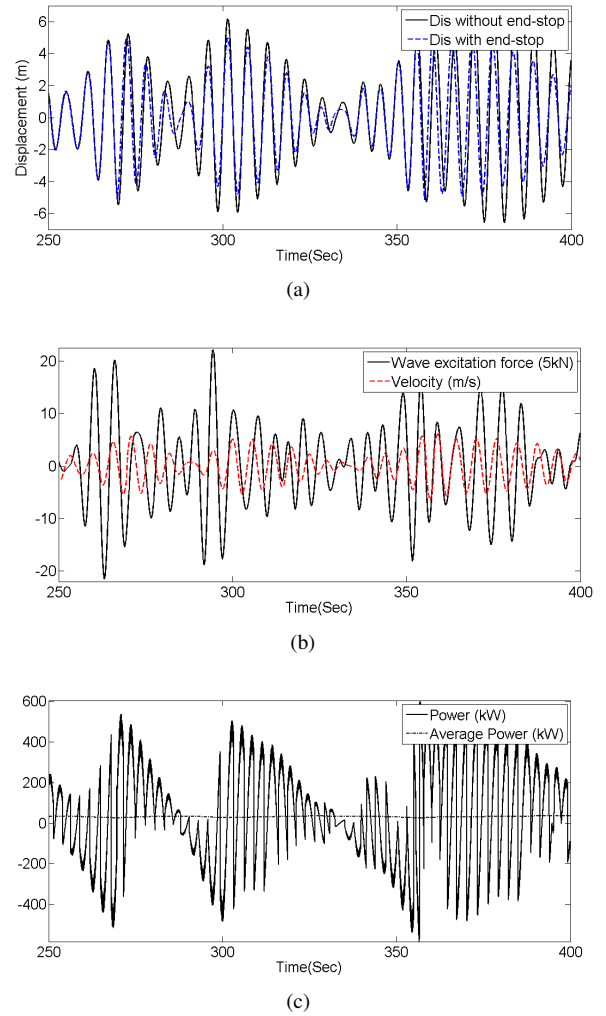 Dis without end-stop
Dis with end-stop
Displacement (m)
6
4
2
0
-2
-4
-6
250 300 350 400
Time(Sec)
(a)
Wave excitation force (5kN)
Velocity (m/s)
20
10
0
-10
-20
250 300 350 400
Time(Sec)
(b)
Power (kW)
Average Power (kW)
600
400
200
0
-200
-400
250 300 350 400
Time(Sec)
(c)